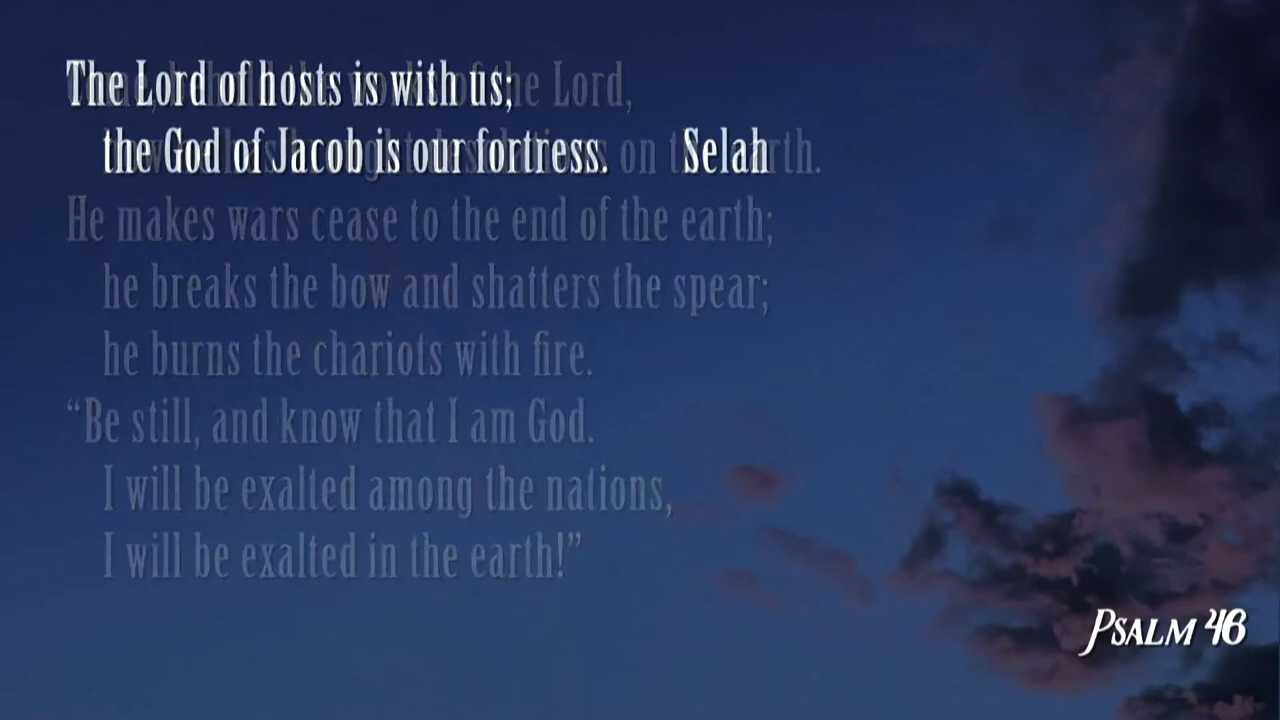 The Lord of hosts is with us;
the God of Jacob is our fortress. Selah
the Lord,
on
He makes wars cease to the end of the earth;
he breaks the bow and shatters the spear;
he burns the chariots with fire.
“Be still, and know that I am God.
I will be exalted among the nations,
I will be exalted in the earth!”
Psalm 46